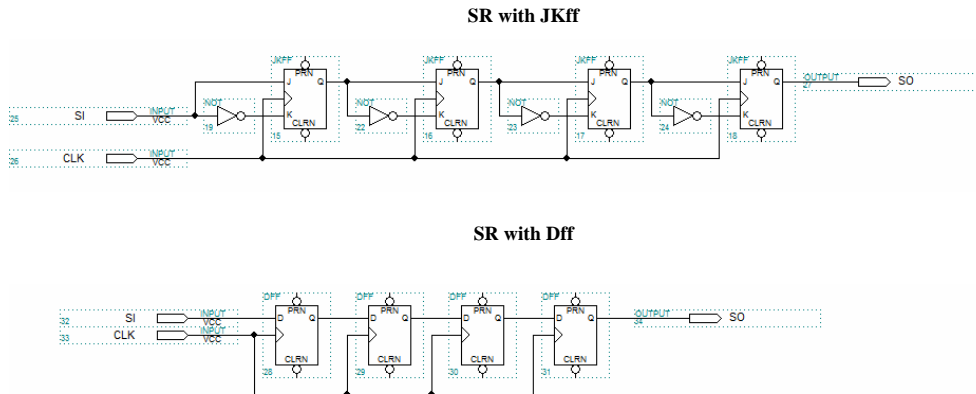 SR with JKff
JKFF JKFF JKFF JKFF
PRN PRN PRN PRN
J Q J Q J Q J Q OUTPUT SO
27
NOT NOT NOT NOT
25 SI INPUT VCC
K K K K
CLRN CLRN CLRN CLRN
19 15 22 16 23 17 24 18
26 CLK INPUT VCC
SR with Dff
DFF DFF DFF DFF
PRN PRN PRN PRN
32 SI INPUT VCC D Q D Q D Q D Q OUTPUT 34 SO
33 CLK INPUT VCC
CLRN CLRN CLRN CLRN
28 29 30 31